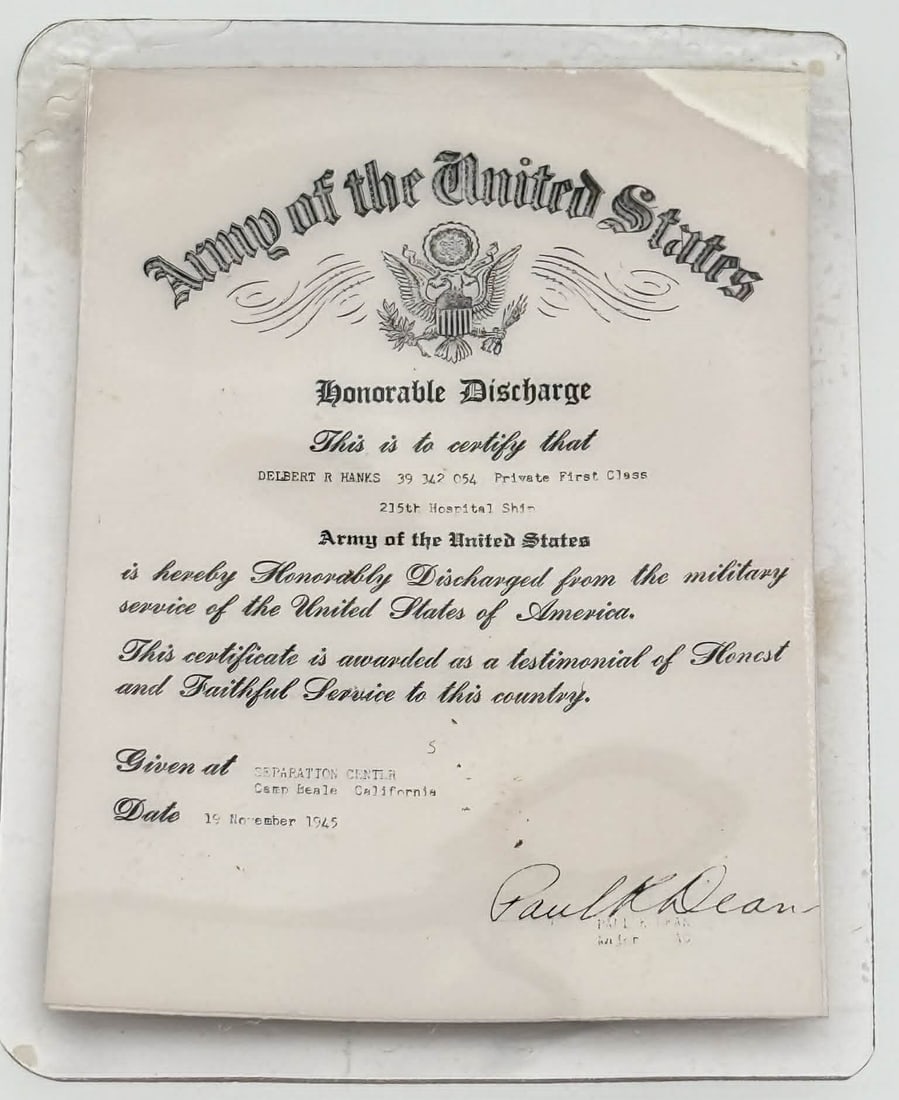 Army of the United States
Honorable Discharge
This is to certify that
DELBERT R HANKS 39 342 054 Private First Class
215th Hospital Ship
Army of the United States
is hereby Honorably Discharged from the military
service of the United States of America.
This certificate is awarded as a testimonial of Honest
and Faithful Service to this country.
S
Given at SEPARATION CENTER
Camp Beale California
Date 19 November 1945
Paul K Dean
PAUL K DEAN
Major